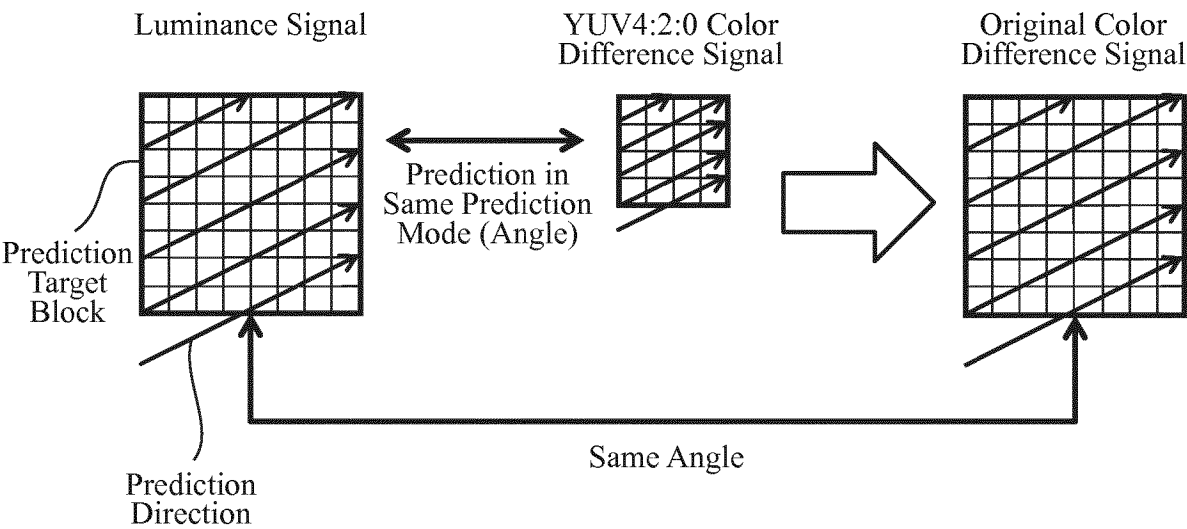 Luminance Signal
YUV4:2:0 Color
Difference Signal
Original Color
Difference Signal
Prediction in
Same Prediction
Mode (Angle)
Prediction
Target
Block
Same Angle
Prediction
Direction